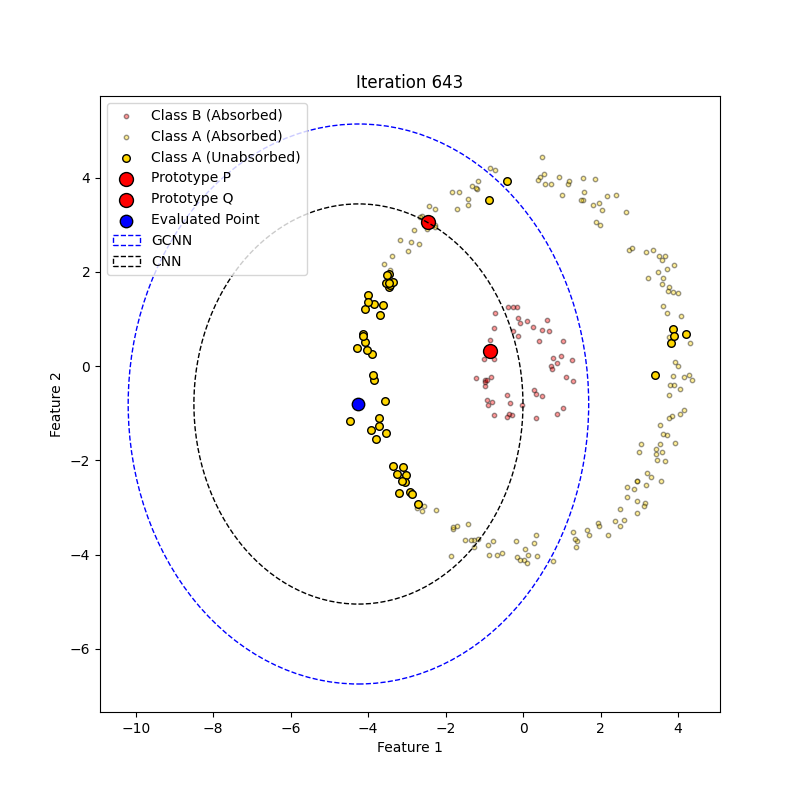 Iteration 643
Class B (Absorbed)
Class A (Absorbed)
Class A (Unabsorbed)
Prototype P
Prototype Q
Evaluated Point
GCNN
CNN
4
2
0
−2
−4
−6
Feature 2
−10 −8 −6 −4 −2 0 2 4
Feature 1